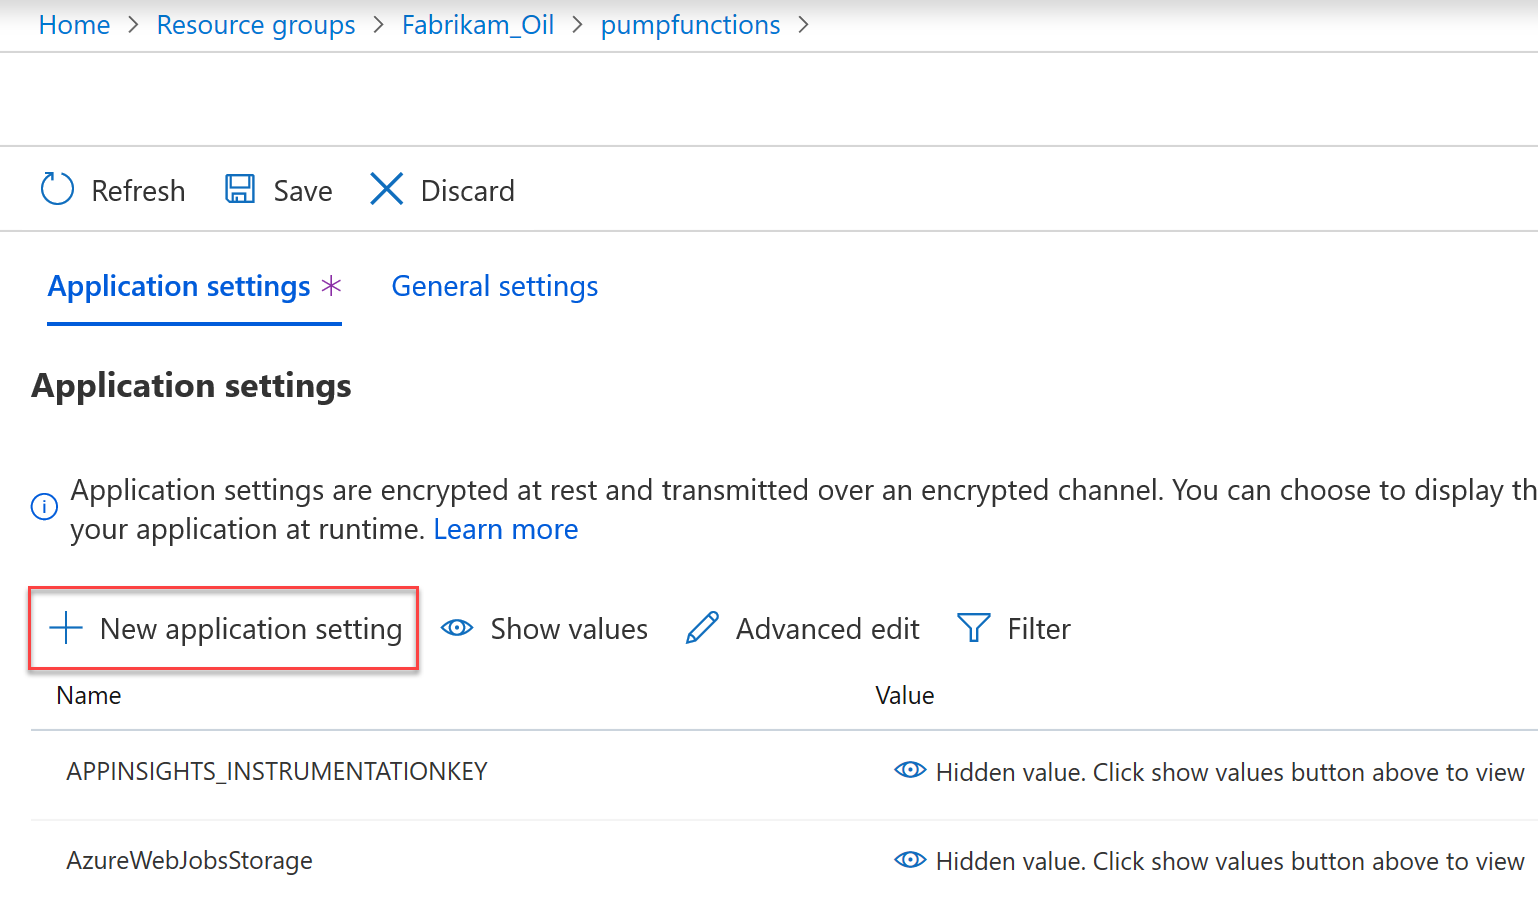 Home > Resource groups > Fabrikam_Oil > pumpfunctions >
Refresh Save Discard
Application settings * General settings
Application settings
Application settings are encrypted at rest and transmitted over an encrypted channel. You can choose to display
your application at runtime. Learn more
New application setting Show values Advanced edit Filter
Name Value
APPINSIGHTS_INSTRUMENTATIONKEY Hidden value. Click show values button above to view
AzureWebJobsStorage Hidden value. Click show values button above to view